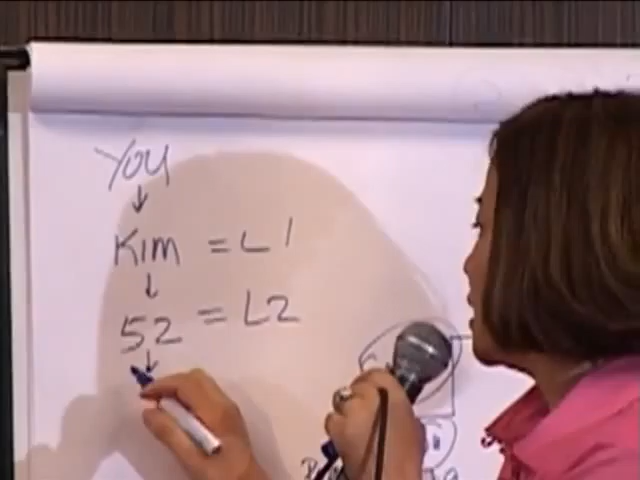 YOU
↓
KIM = L1
↓
52 = L2
↓